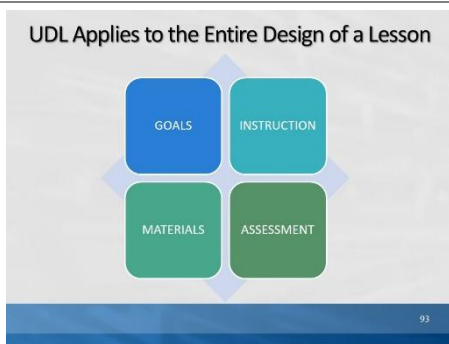 UDL Applies to the Entire Design of a Lesson
GOALS
INSTRUCTION
MATERIALS
ASSESSMENT
93